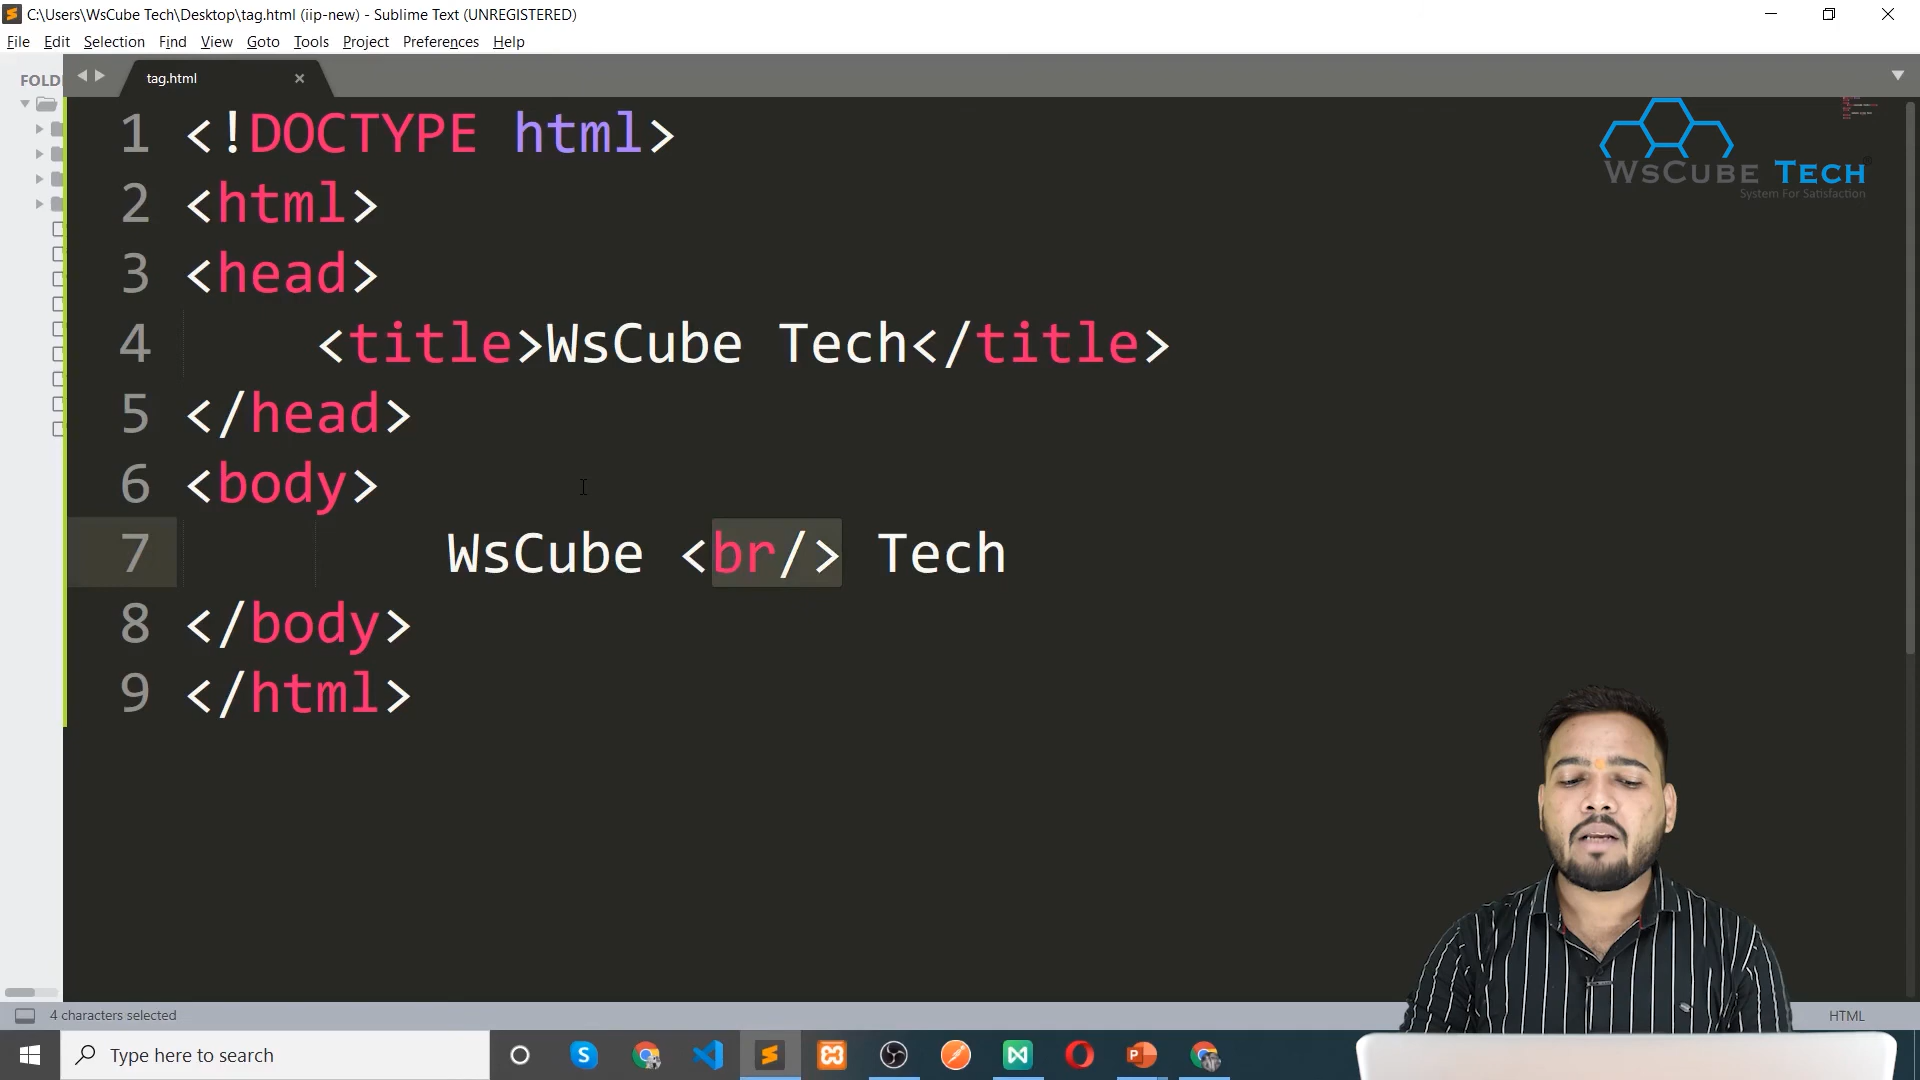 C:\Users\WsCube Tech\Desktop\tag.html (iip-new) - Sublime Text (UNREGISTERED)
File Edit Selection Find View Goto Tools Project Preferences Help
FOLD
tag.html
1 <!DOCTYPE html>
2 <html>
3 <head>
4 <title>WsCube Tech</title>
5 </head>
6 <body>
7 WsCube <br/> Tech
8 </body>
9 </html>
WsCube Tech
System For Satisfaction
4 characters selected
HTML
Type here to search